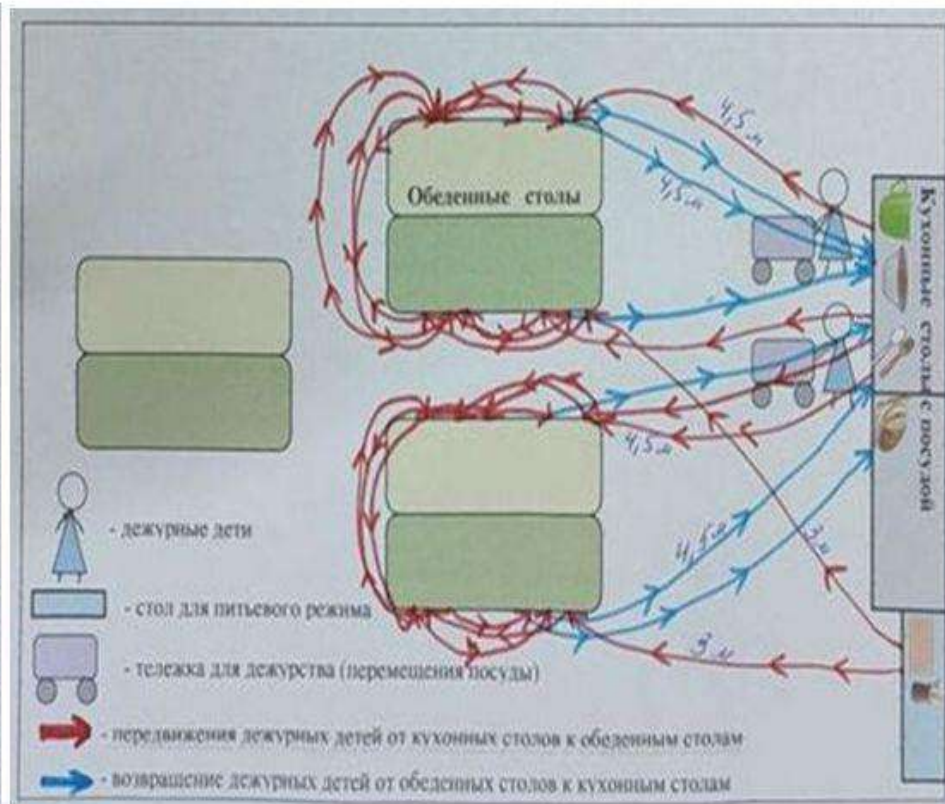 4,5 м
Обеденные столы
4,5 м
Кухонные столы с посудой
4,5 м
4,5 м
3 м
3 м
- дежурные дети
- стол для питьевого режима
- тележка для дежурства (перемещения посуды)
- передвижения дежурных детей от кухонных столов к обеденным столам
- возвращение дежурных детей от обеденных столов к кухонным столам